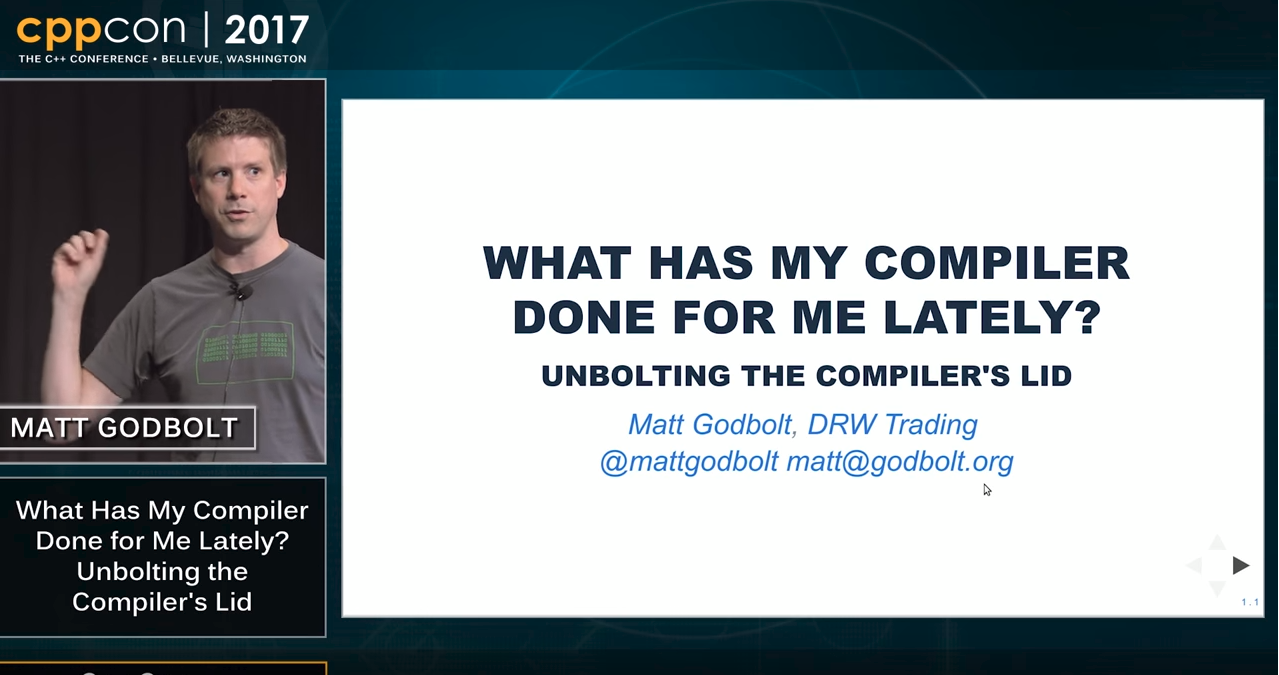 cppcon | 2017
THE C++ CONFERENCE • BELLEVUE, WASHINGTON
MATT GODBOLT
What Has My Compiler
Done for Me Lately?
Unbolting the
Compiler's Lid
WHAT HAS MY COMPILER
DONE FOR ME LATELY?
UNBOLTING THE COMPILER'S LID
Matt Godbolt, DRW Trading
@mattgodbolt matt@godbolt.org
1.1